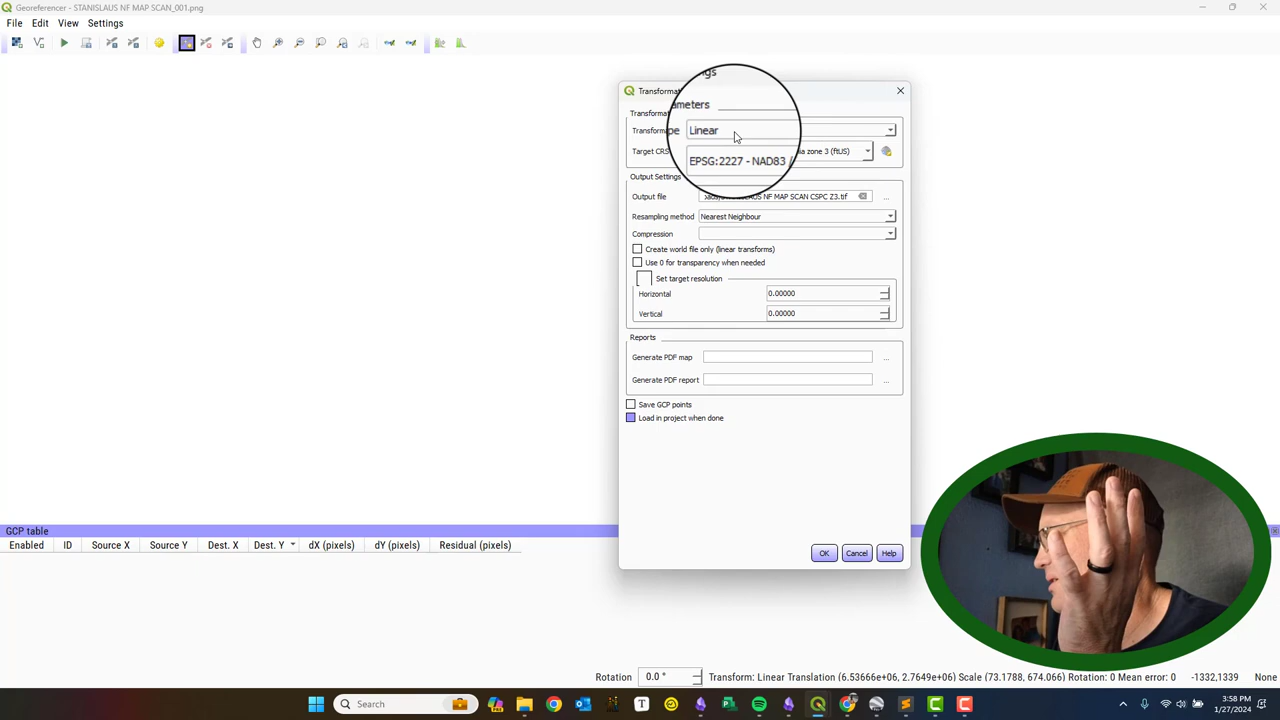 Georeferencer - STANISLAUS NF MAP SCAN_001.png
File Edit View Settings
Transformat
ngs
ameters
Transformat
Transforma pe Linear
Target CRS EPSG:2227 - NAD83 / ia zone 3 (ftUS)
Output Settings
Output file NF MAP SCAN CSPC Z3.tif ...
Resampling method Nearest Neighbour
Compression
Create world file only (linear transforms)
Use 0 for transparency when needed
Set target resolution
Horizontal 0.00000
Vertical 0.00000
Reports
Generate PDF map ...
Generate PDF report ...
Save GCP points
Load in project when done
GCP table
Enabled ID Source X Source Y Dest. X Dest. Y dX (pixels) dY (pixels) Residual (pixels)
OK Cancel Help
Rotation 0.0 ° Transform: Linear Translation (6.53666e+06, 2.7649e+06) Scale (73.1788, 674.066) Rotation: 0 Mean error: 0 -1332,1339 None
Search
3:58 PM
1/27/2024